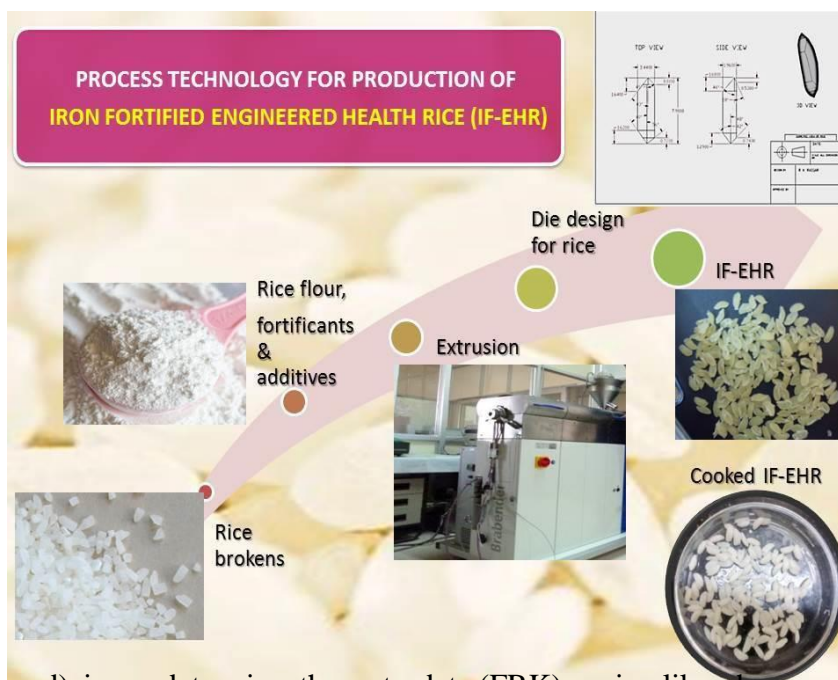 PROCESS TECHNOLOGY FOR PRODUCTION OF
IRON FORTIFIED ENGINEERED HEALTH RICE (IF-EHR)
TOP VIEW
SIDE VIEW
3D VIEW
Die design
for rice
IF-EHR
Rice flour,
fortificants
&
additives
Extrusion
Brabender
Cooked IF-EHR
Rice
brokens